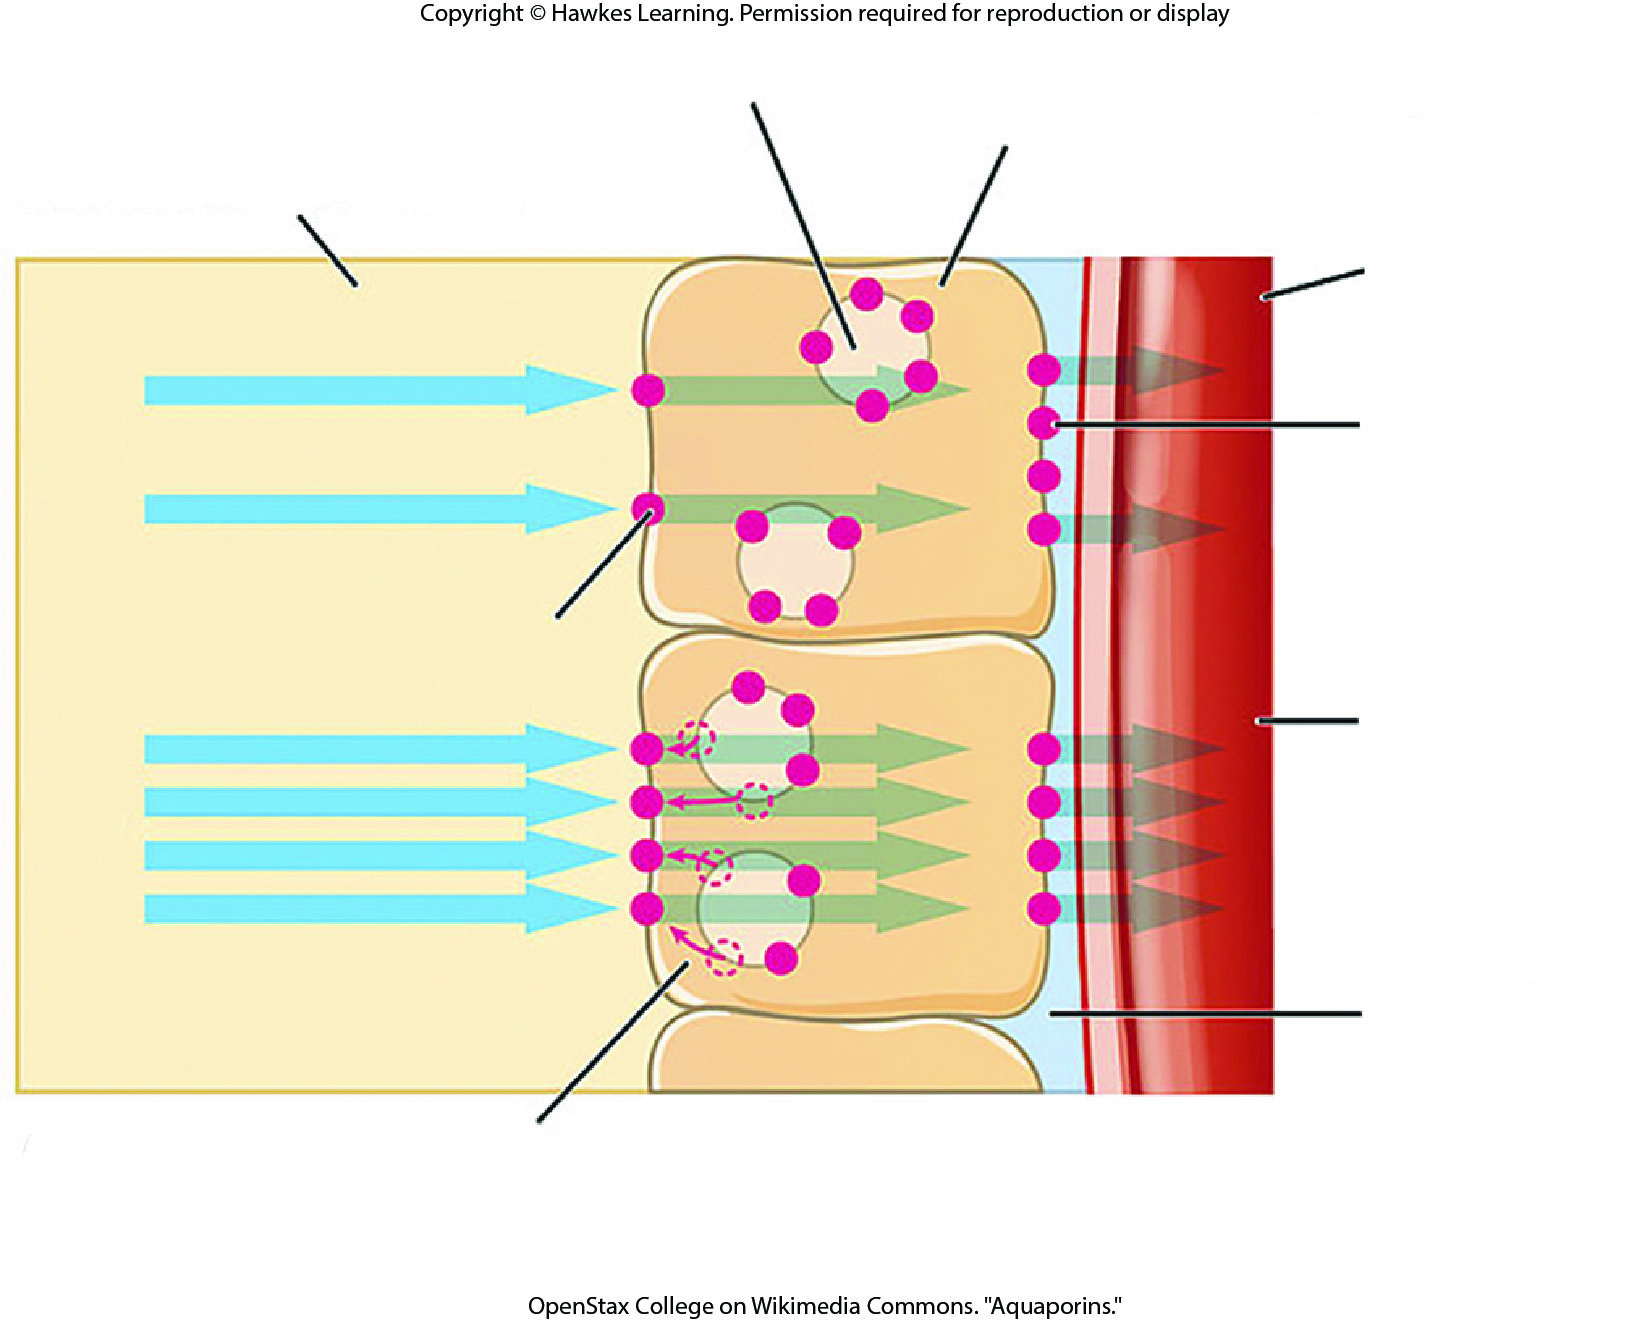 Copyright © Hawkes Learning. Permission required for reproduction or display
OpenStax College on Wikimedia Commons. "Aquaporins."